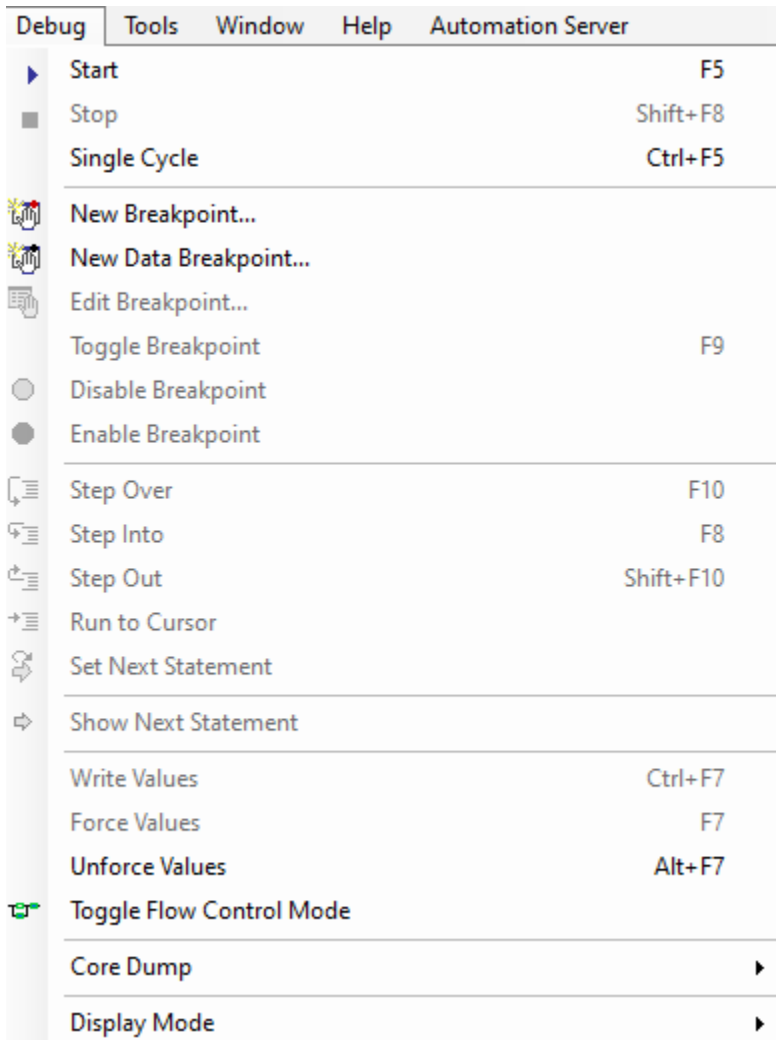 Debug Tools Window Help Automation Server
Start F5
Stop Shift+F8
Single Cycle Ctrl+F5
New Breakpoint...
New Data Breakpoint...
Edit Breakpoint...
Toggle Breakpoint F9
Disable Breakpoint
Enable Breakpoint
Step Over F10
Step Into F8
Step Out Shift+F10
Run to Cursor
Set Next Statement
Show Next Statement
Write Values Ctrl+F7
Force Values F7
Unforce Values Alt+F7
Toggle Flow Control Mode
Core Dump
Display Mode